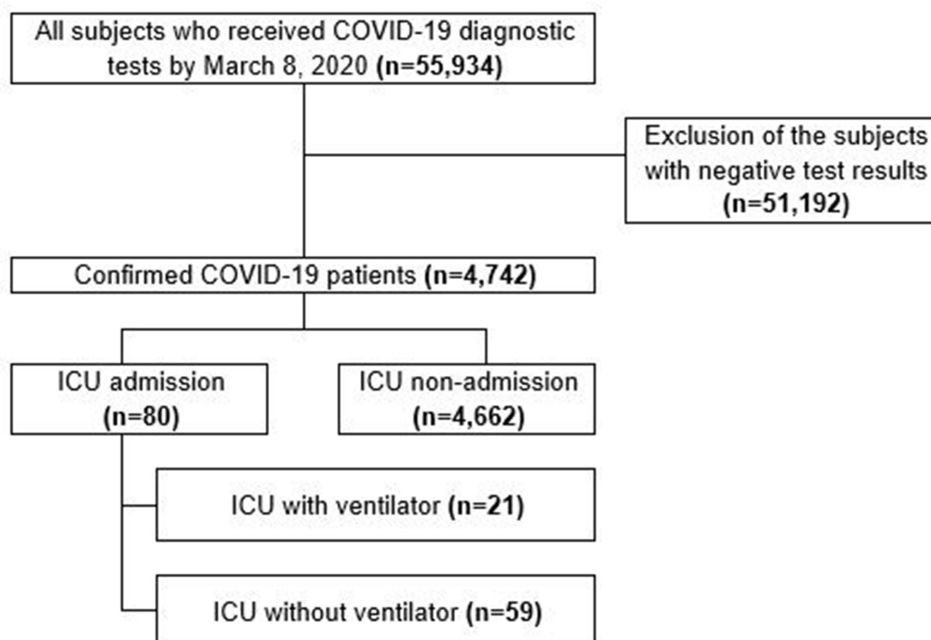 All subjects who received COVID-19 diagnostic
tests by March 8, 2020 (n=55,934)
Exclusion of the subjects
with negative test results
(n=51,192)
Confirmed COVID-19 patients (n=4,742)
ICU admission
(n=80)
ICU non-admission
(n=4,662)
ICU with ventilator (n=21)
ICU without ventilator (n=59)